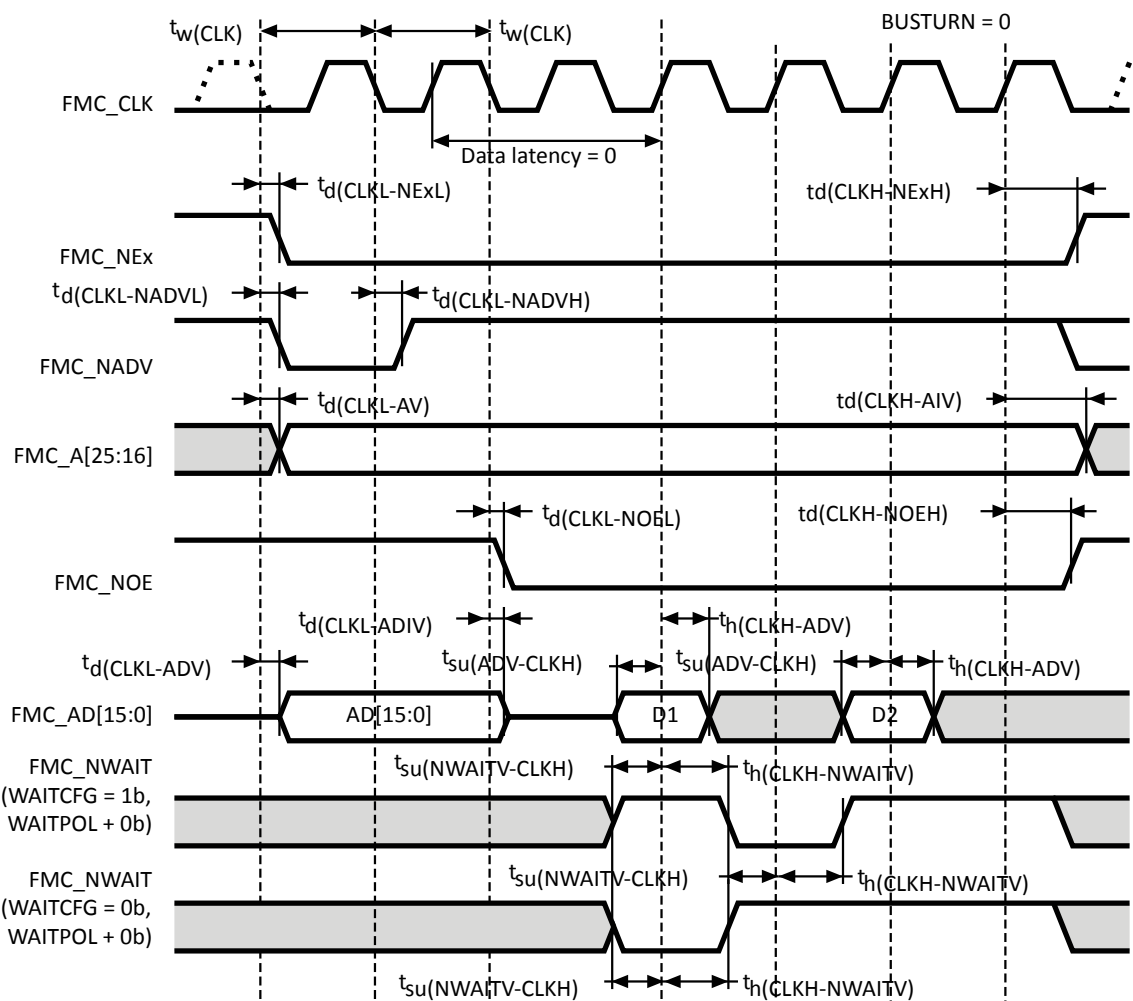 tw(CLK) tw(CLK) BUSTURN = 0
FMC_CLK
Data latency = 0
td(CLKL-NExL) td(CLKH-NExH)
FMC_NEx
td(CLKL-NADVL) td(CLKL-NADVH)
FMC_NADV
td(CLKL-AV) td(CLKH-AIV)
FMC_A[25:16]
td(CLKL-NOEL) td(CLKH-NOEH)
FMC_NOE
td(CLKL-ADIV) th(CLKH-ADV)
td(CLKL-ADV) tsu(ADV-CLKH) tsu(ADV-CLKH) th(CLKH-ADV)
FMC_AD[15:0] AD[15:0] D1 D2
FMC_NWAIT
(WAITCFG = 1b,
WAITPOL + 0b)
tsu(NWAITV-CLKH) th(CLKH-NWAITV)
FMC_NWAIT
(WAITCFG = 0b,
WAITPOL + 0b)
tsu(NWAITV-CLKH) th(CLKH-NWAITV)
tsu(NWAITV-CLKH) th(CLKH-NWAITV)